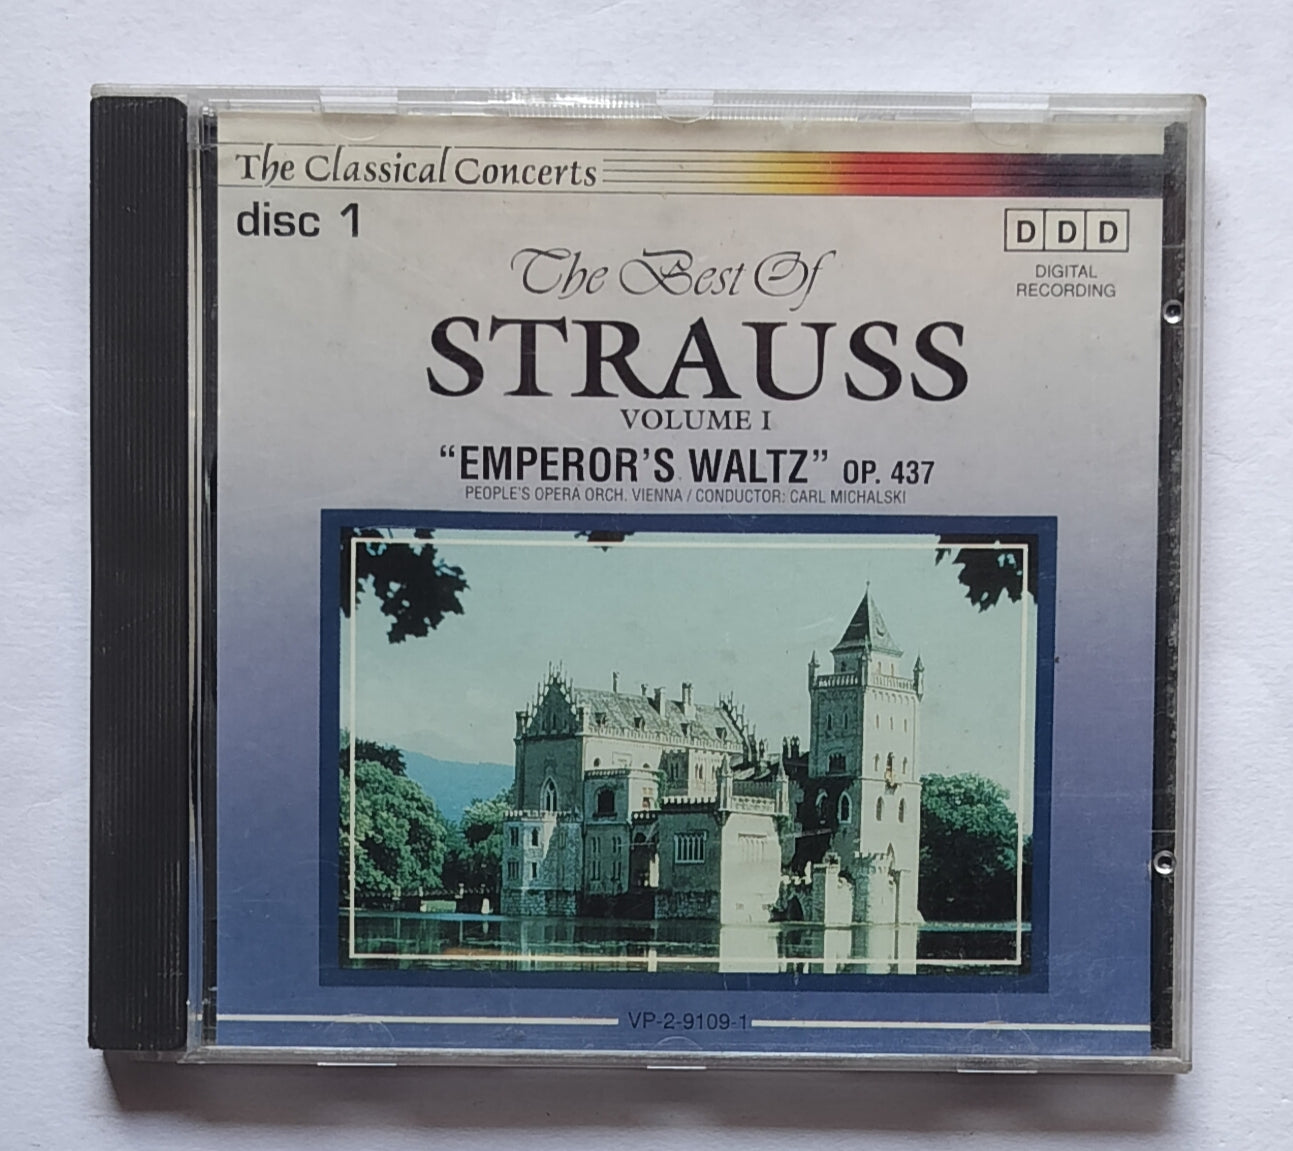 The Classical Concerts
disc 1
DDD
DIGITAL
RECORDING
The Best Of
STRAUSS
VOLUME I
“EMPEROR’S WALTZ” OP. 437
PEOPLE'S OPERA ORCH. VIENNA / CONDUCTOR: CARL MICHALSKI
VP-2-9109-1